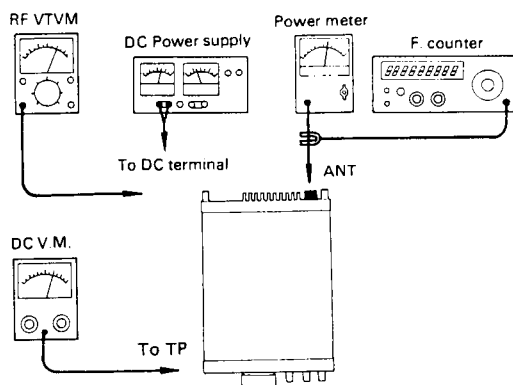 RF VTVM
DC Power supply
Power meter
F. counter
To DC terminal
ANT
DC V.M.
To TP